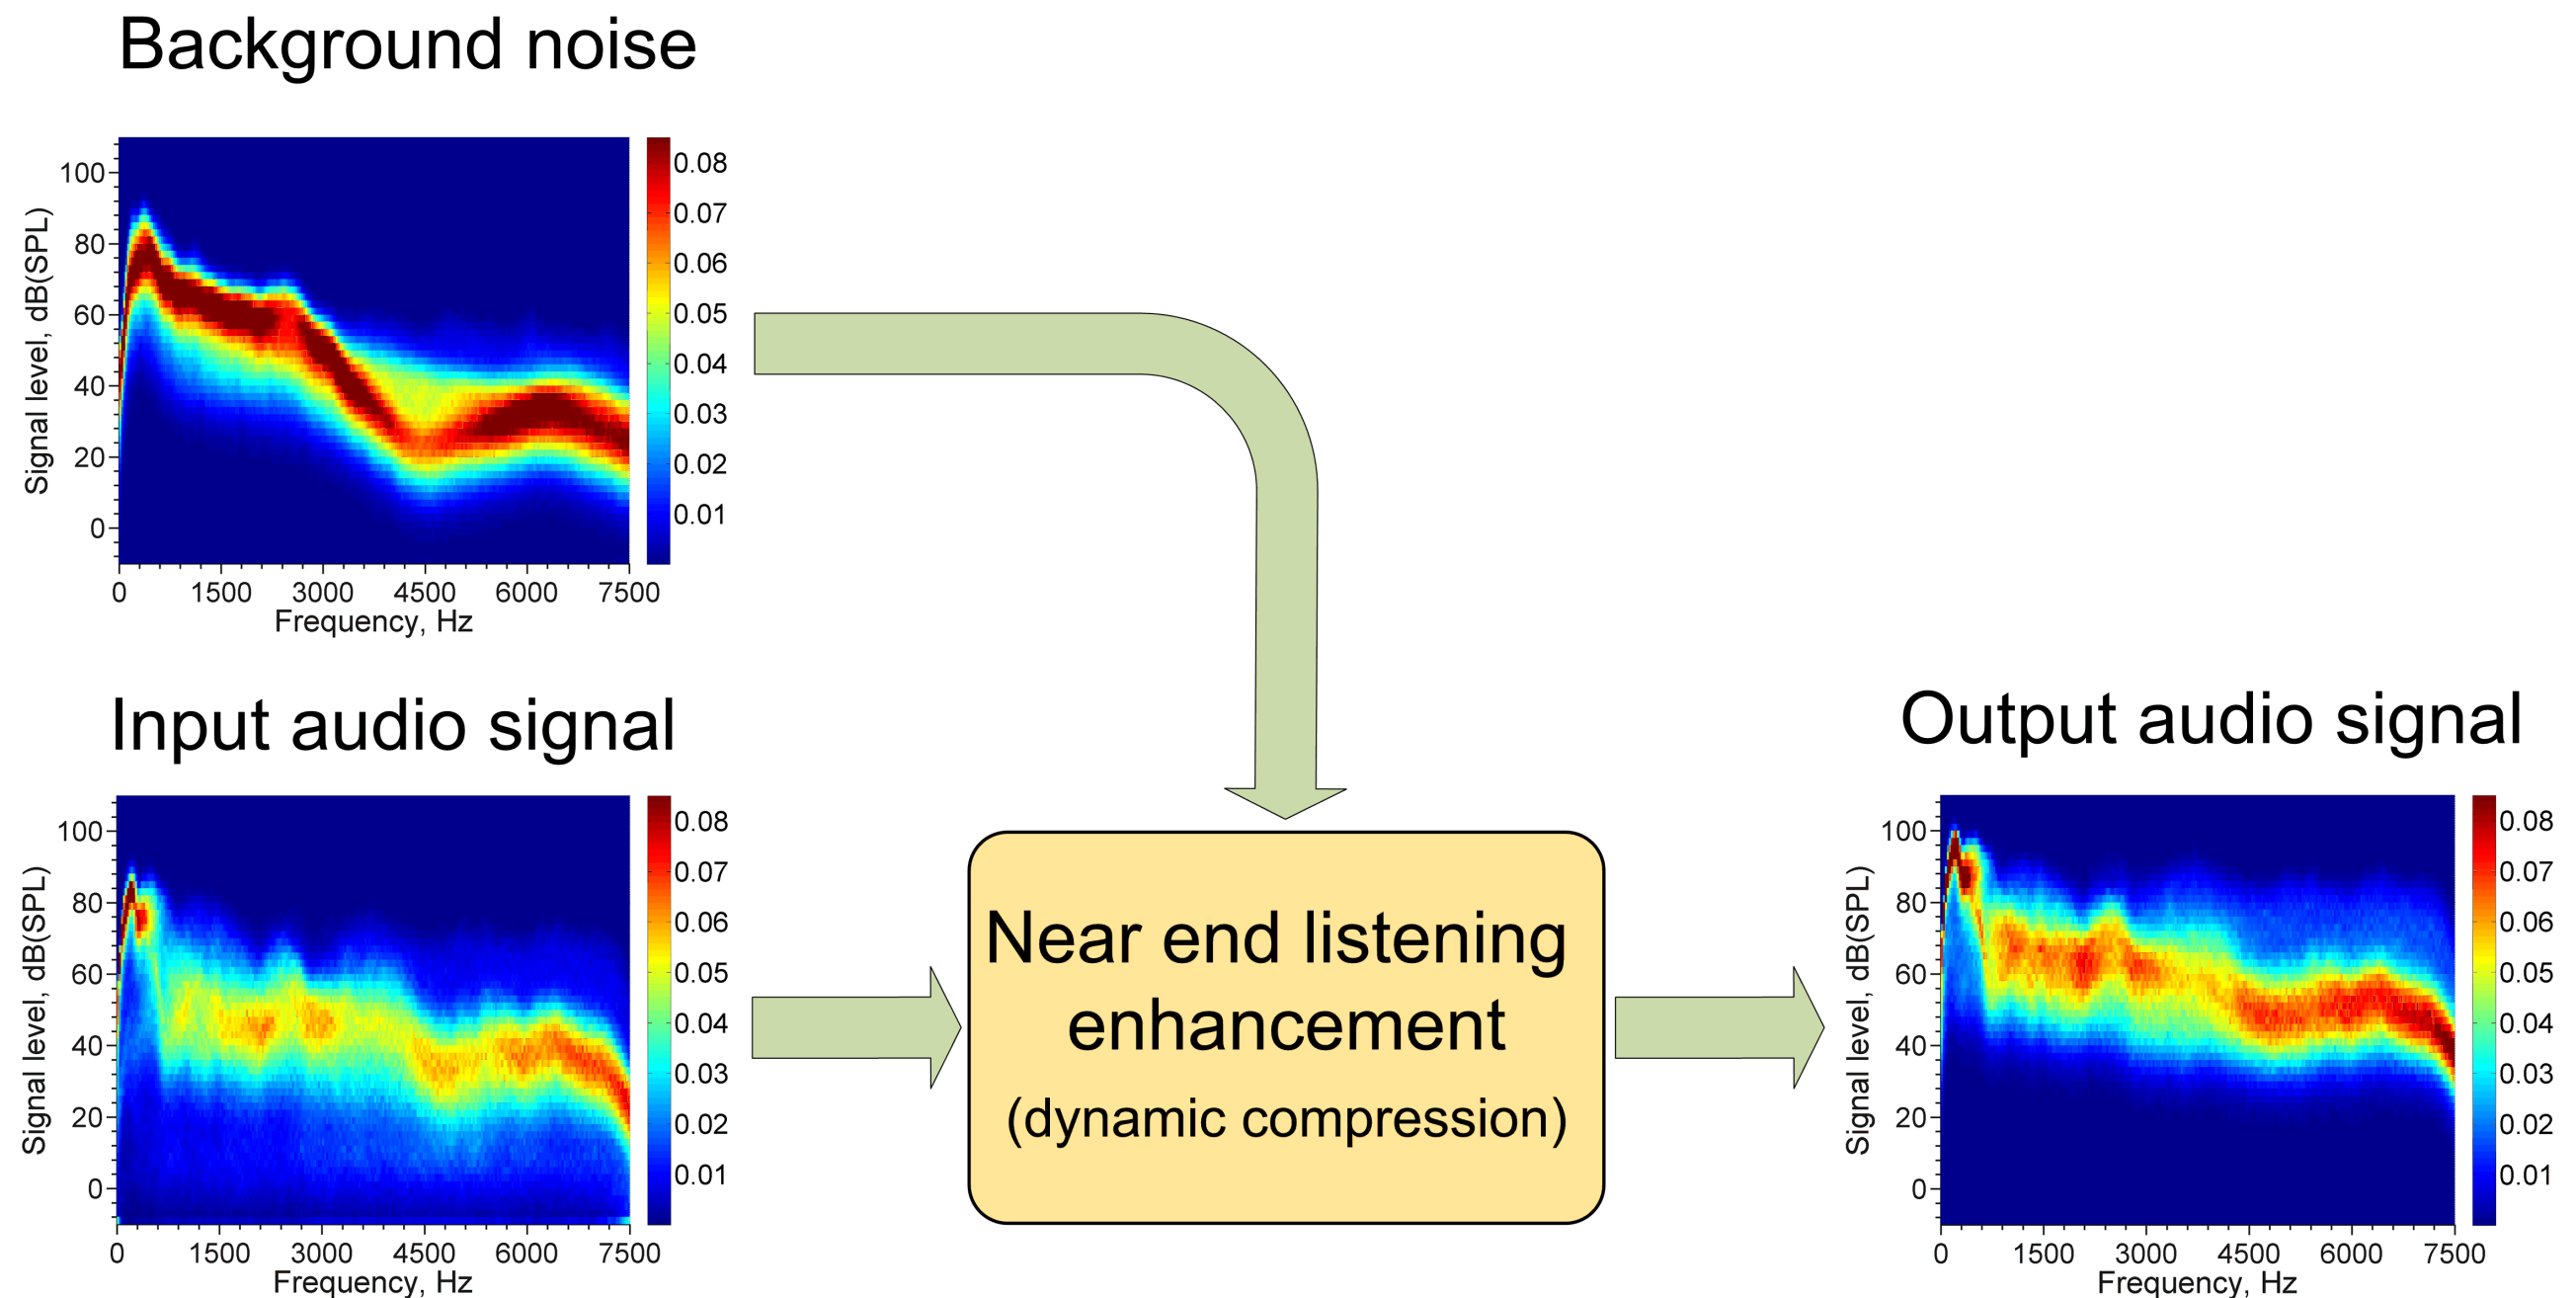 Background noise
Signal level, dB(SPL)
100
80
60
40
20
0
0 1500 3000 4500 6000 7500
Frequency, Hz
0.08
0.07
0.06
0.05
0.04
0.03
0.02
0.01
Input audio signal
Signal level, dB(SPL)
100
80
60
40
20
0
0 1500 3000 4500 6000 7500
Frequency, Hz
0.08
0.07
0.06
0.05
0.04
0.03
0.02
0.01
Near end listening
enhancement
(dynamic compression)
Output audio signal
Signal level, dB(SPL)
100
80
60
40
20
0
0 1500 3000 4500 6000 7500
Frequency, Hz
0.08
0.07
0.06
0.05
0.04
0.03
0.02
0.01